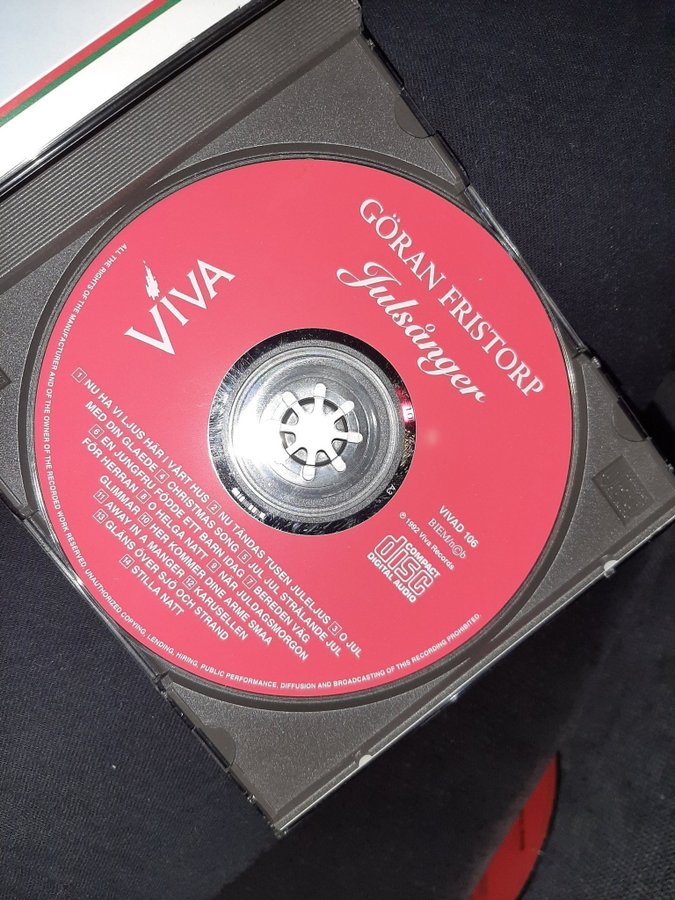 GÖRAN FRISTORP
Julsånger
VIVA
VIVAD 106
BIEM/n©b
℗ 1992 Viva Records
COMPACT
disc
DIGITAL AUDIO
1 NU HA VI LJUS HÄR I VÅRT HUS 2 NU TÄNDAS TUSEN JULELJUS 3 O JUL
MED DIN GLAEDE 4 CHRISTMAS SONG 5 JUL JUL STRÅLANDE JUL
6 EN JUNGFRU FÖDDE ETT BARN IDAG 7 BEREDEN VÄG
FÖR HERRAN 8 O HELGA NATT 9 NÄR JULDAGSMORGON
GLIMMAR 10 HER KOMMER DINE ARME SMAA
11 AWAY IN A MANGER 12 KARUSELLEN
13 GLÄNS ÖVER SJÖ OCH STRAND
14 STILLA NATT
ALL THE RIGHTS OF THE MANUFACTURER AND OF THE OWNER OF THE RECORDED WORK RESERVED. UNAUTHORIZED COPYING, LENDING, HIRING, PUBLIC PERFORMANCE, DIFFUSION AND BROADCASTING OF THIS RECORDING PROHIBITED.